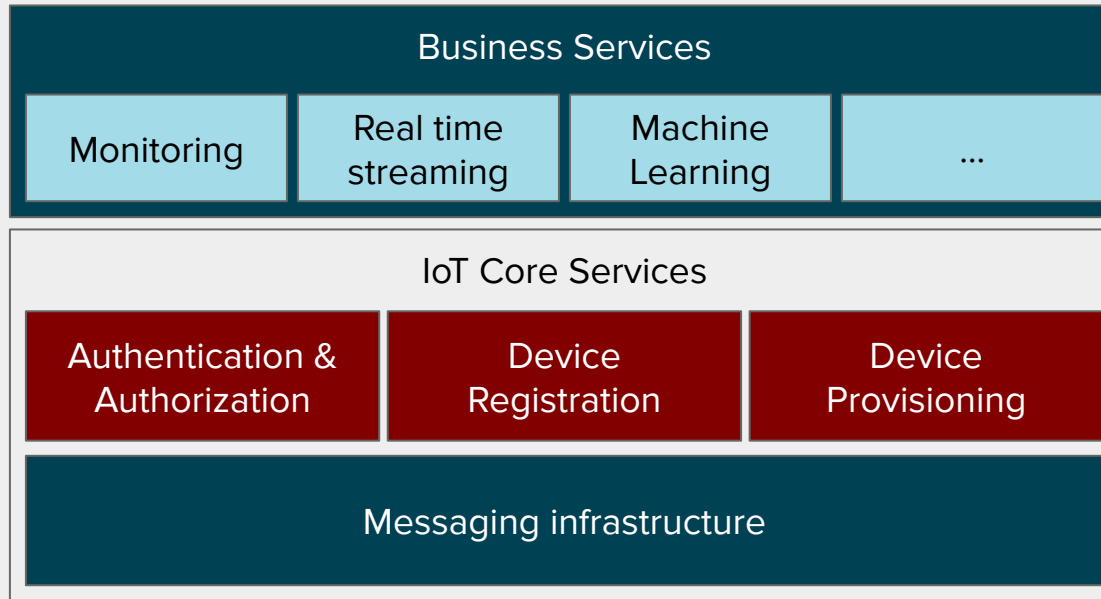 Business Services
Monitoring
Real time
streaming
Machine
Learning
...
IoT Core Services
Authentication &
Authorization
Device
Registration
Device
Provisioning
Messaging infrastructure